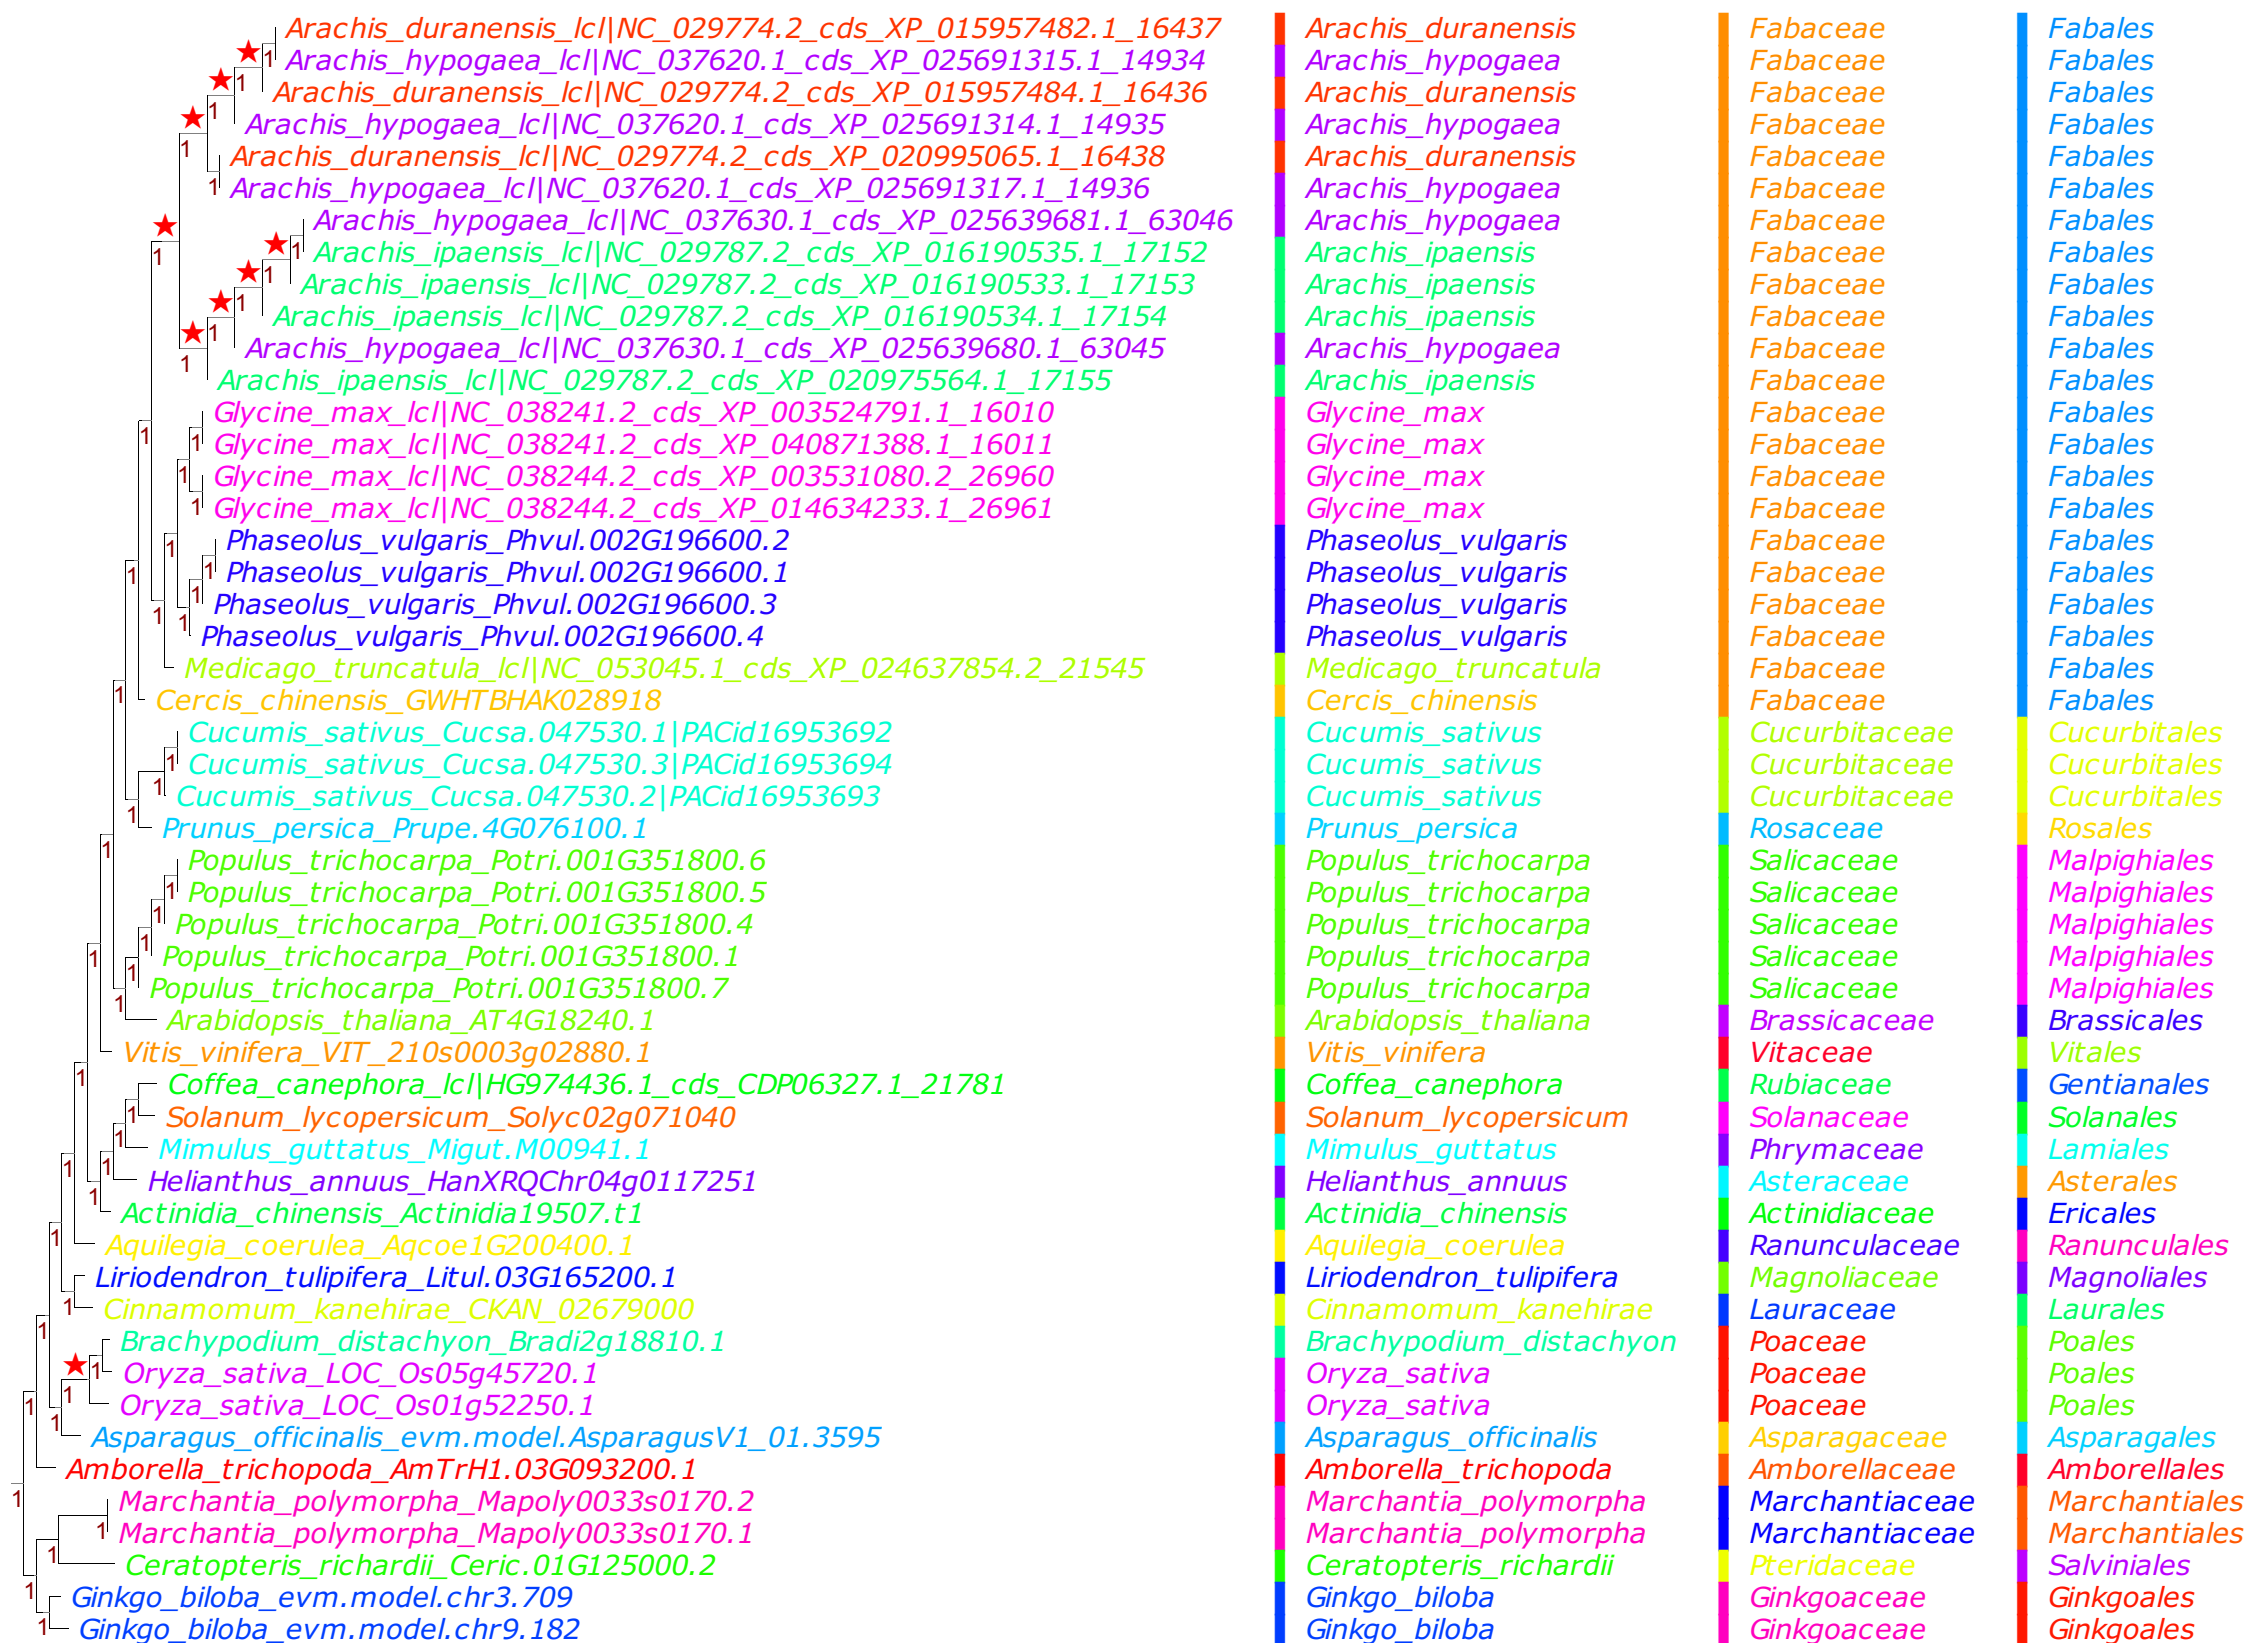 Arachis_duranensis_lcl|NC_029774.2_cds_XP_015957482.1_16437 Arachis_duranensis Fabaceae Fabales
Arachis_hypogaea_lcl|NC_037620.1_cds_XP_025691315.1_14934 Arachis_hypogaea Fabaceae Fabales
Arachis_duranensis_lcl|NC_029774.2_cds_XP_015957484.1_16436 Arachis_duranensis Fabaceae Fabales
Arachis_hypogaea_lcl|NC_037620.1_cds_XP_025691314.1_14935 Arachis_hypogaea Fabaceae Fabales
Arachis_duranensis_lcl|NC_029774.2_cds_XP_020995065.1_16438 Arachis_duranensis Fabaceae Fabales
Arachis_hypogaea_lcl|NC_037620.1_cds_XP_025691317.1_14936 Arachis_hypogaea Fabaceae Fabales
Arachis_hypogaea_lcl|NC_037630.1_cds_XP_025639681.1_63046 Arachis_hypogaea Fabaceae Fabales
Arachis_ipaensis_lcl|NC_029787.2_cds_XP_016190535.1_17152 Arachis_ipaensis Fabaceae Fabales
Arachis_ipaensis_lcl|NC_029787.2_cds_XP_016190533.1_17153 Arachis_ipaensis Fabaceae Fabales
Arachis_ipaensis_lcl|NC_029787.2_cds_XP_016190534.1_17154 Arachis_ipaensis Fabaceae Fabales
Arachis_hypogaea_lcl|NC_037630.1_cds_XP_025639680.1_63045 Arachis_hypogaea Fabaceae Fabales
Arachis_ipaensis_lcl|NC_029787.2_cds_XP_020975564.1_17155 Arachis_ipaensis Fabaceae Fabales
Glycine_max_lcl|NC_038241.2_cds_XP_003524791.1_16010 Glycine_max Fabaceae Fabales
Glycine_max_lcl|NC_038241.2_cds_XP_040871388.1_16011 Glycine_max Fabaceae Fabales
Glycine_max_lcl|NC_038244.2_cds_XP_003531080.2_26960 Glycine_max Fabaceae Fabales
Glycine_max_lcl|NC_038244.2_cds_XP_014634233.1_26961 Glycine_max Fabaceae Fabales
Phaseolus_vulgaris_Phvul.002G196600.2 Phaseolus_vulgaris Fabaceae Fabales
Phaseolus_vulgaris_Phvul.002G196600.1 Phaseolus_vulgaris Fabaceae Fabales
Phaseolus_vulgaris_Phvul.002G196600.3 Phaseolus_vulgaris Fabaceae Fabales
Phaseolus_vulgaris_Phvul.002G196600.4 Phaseolus_vulgaris Fabaceae Fabales
Medicago_truncatula_lcl|NC_053045.1_cds_XP_024637854.2_21545 Medicago_truncatula Fabaceae Fabales
Cercis_chinensis_GWHTBHAK028918 Cercis_chinensis Fabaceae Fabales
Cucumis_sativus_Cucsa.047530.1|PACid16953692 Cucumis_sativus Cucurbitaceae Cucurbitales
Cucumis_sativus_Cucsa.047530.3|PACid16953694 Cucumis_sativus Cucurbitaceae Cucurbitales
Cucumis_sativus_Cucsa.047530.2|PACid16953693 Cucumis_sativus Cucurbitaceae Cucurbitales
Prunus_persica_Prupe.4G076100.1 Prunus_persica Rosaceae Rosales
Populus_trichocarpa_Potri.001G351800.6 Populus_trichocarpa Salicaceae Malpighiales
Populus_trichocarpa_Potri.001G351800.5 Populus_trichocarpa Salicaceae Malpighiales
Populus_trichocarpa_Potri.001G351800.4 Populus_trichocarpa Salicaceae Malpighiales
Populus_trichocarpa_Potri.001G351800.1 Populus_trichocarpa Salicaceae Malpighiales
Populus_trichocarpa_Potri.001G351800.7 Populus_trichocarpa Salicaceae Malpighiales
Arabidopsis_thaliana_AT4G18240.1 Arabidopsis_thaliana Brassicaceae Brassicales
Vitis_vinifera_VIT_210s0003g02880.1 Vitis_vinifera Vitaceae Vitales
Coffea_canephora_lcl|HG974436.1_cds_CDP06327.1_21781 Coffea_canephora Rubiaceae Gentianales
Solanum_lycopersicum_Solyc02g071040 Solanum_lycopersicum Solanaceae Solanales
Mimulus_guttatus_Migut.M00941.1 Mimulus_guttatus Phrymaceae Lamiales
Helianthus_annuus_HanXRQChr04g0117251 Helianthus_annuus Asteraceae Asterales
Actinidia_chinensis_Actinidia19507.t1 Actinidia_chinensis Actinidiaceae Ericales
Aquilegia_coerulea_Aqcoe1G200400.1 Aquilegia_coerulea Ranunculaceae Ranunculales
Liriodendron_tulipifera_Litul.03G165200.1 Liriodendron_tulipifera Magnoliaceae Magnoliales
Cinnamomum_kanehirae_CKAN_02679000 Cinnamomum_kanehirae Lauraceae Laurales
Brachypodium_distachyon_Bradi2g18810.1 Brachypodium_distachyon Poaceae Poales
Oryza_sativa_LOC_Os05g45720.1 Oryza_sativa Poaceae Poales
Oryza_sativa_LOC_Os01g52250.1 Oryza_sativa Poaceae Poales
Asparagus_officinalis_evm.model.AsparagusV1_01.3595 Asparagus_officinalis Asparagaceae Asparagales
Amborella_trichopoda_AmTrH1.03G093200.1 Amborella_trichopoda Amborellaceae Amborellales
Marchantia_polymorpha_Mapoly0033s0170.2 Marchantia_polymorpha Marchantiaceae Marchantiales
Marchantia_polymorpha_Mapoly0033s0170.1 Marchantia_polymorpha Marchantiaceae Marchantiales
Ceratopteris_richardii_Ceric.01G125000.2 Ceratopteris_richardii Pteridaceae Salviniales
Ginkgo_biloba_evm.model.chr3.709 Ginkgo_biloba Ginkgoaceae Ginkgoales
Ginkgo_biloba_evm.model.chr9.182 Ginkgo_biloba Ginkgoaceae Ginkgoales